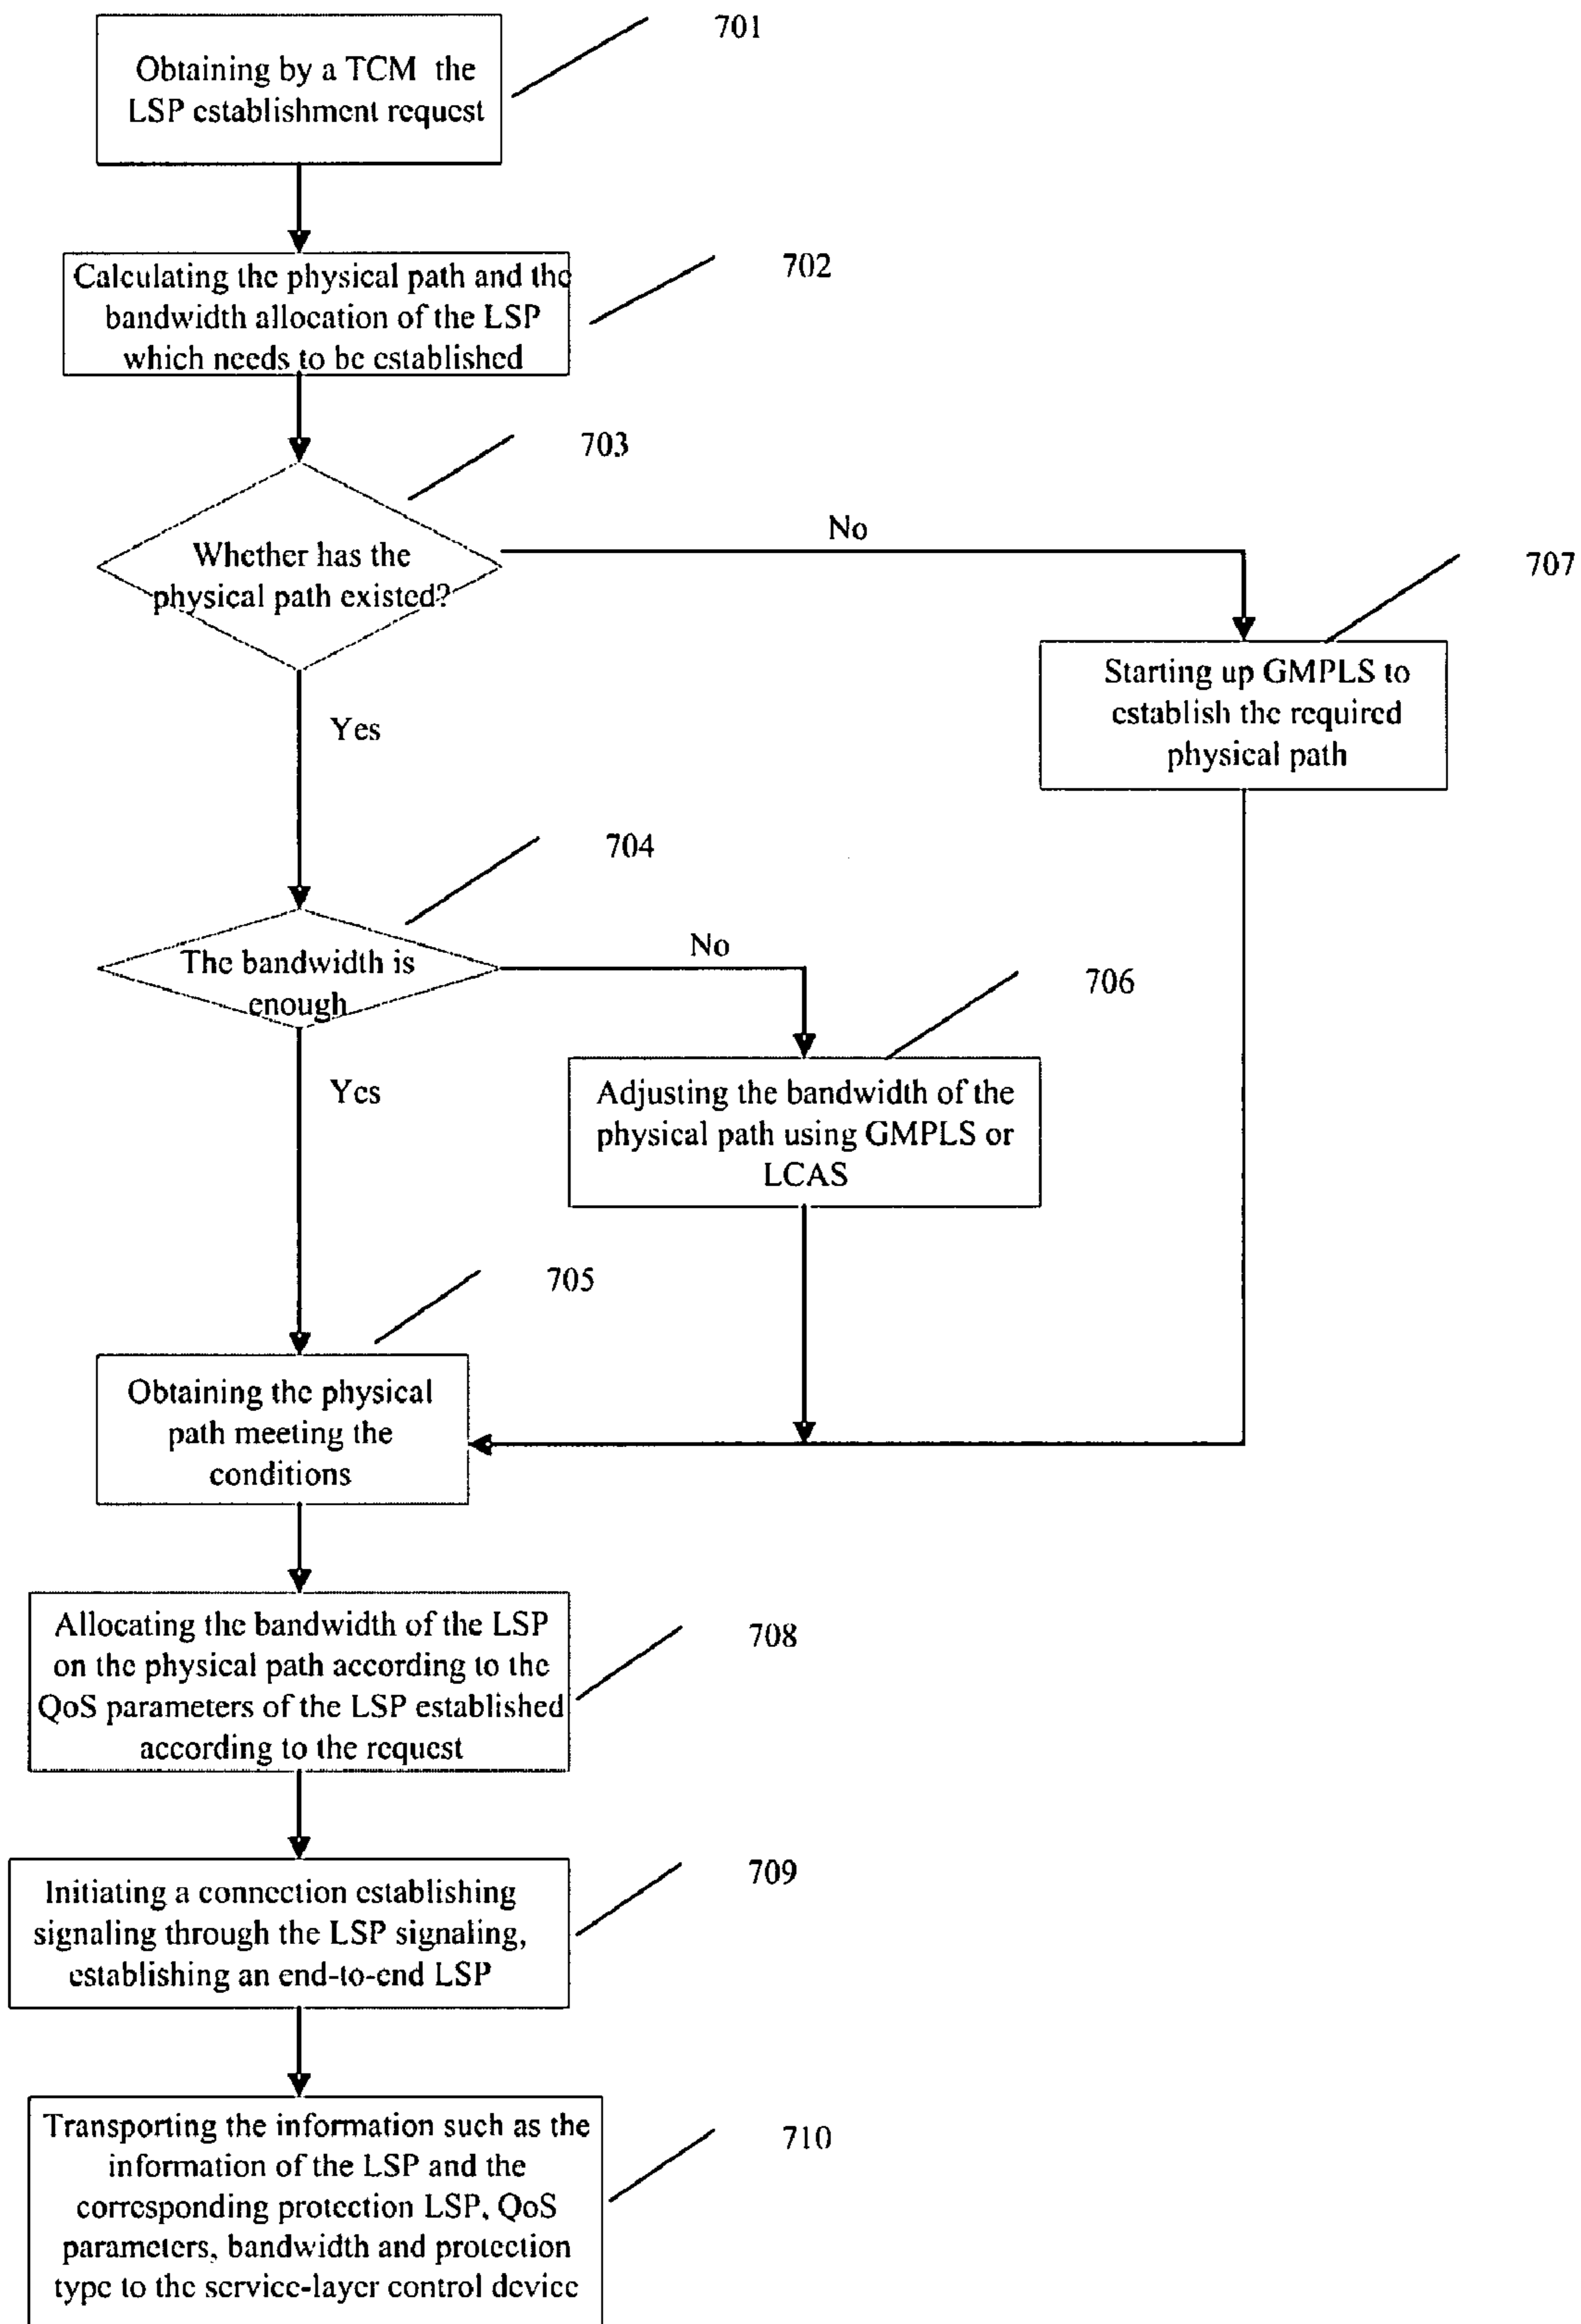 701
Obtaining by a TCM the
LSP establishment request
702
Calculating the physical path and the
bandwidth allocation of the LSP
which needs to be established
703
Whether has the
physical path existed?
No
707
Starting up GMPLS to
establish the required
physical path
Yes
704
The bandwidth is
enough
No
706
Adjusting the bandwidth of the
physical path using GMPLS or
LCAS
Yes
705
Obtaining the physical
path meeting the
conditions
Allocating the bandwidth of the LSP
on the physical path according to the
QoS parameters of the LSP established
according to the request
708
Initiating a connection establishing
signaling through the LSP signaling,
establishing an end-to-end LSP
709
Transporting the information such as the
information of the LSP and the
corresponding protection LSP, QoS
parameters, bandwidth and protection
type to the service-layer control device
710